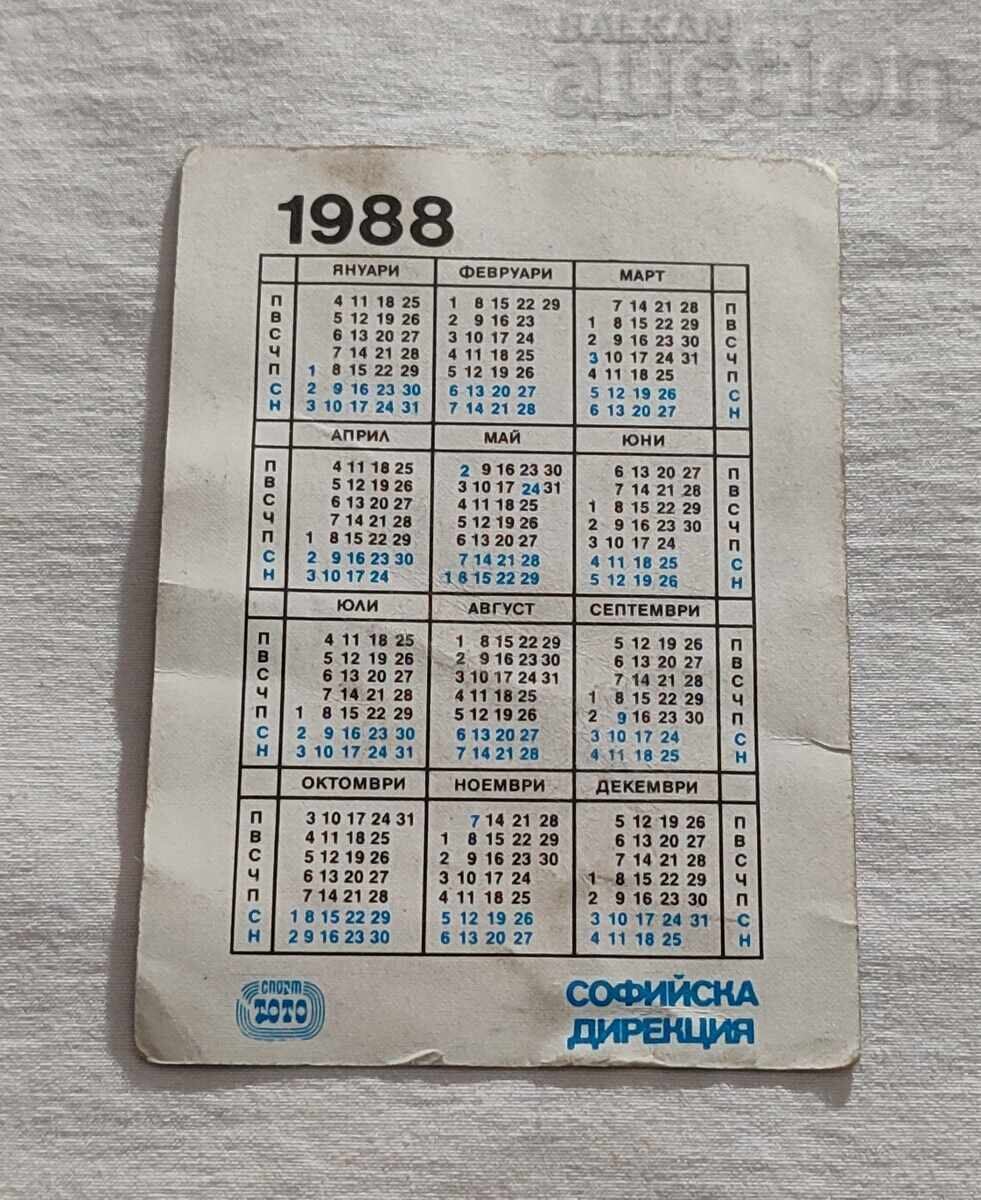 BALKAN
auction
1988
ЯНУАРИ ФЕВРУАРИ МАРТ
П 4 11 18 25 1 8 15 22 29 7 14 21 28 П
В 5 12 19 26 2 9 16 23 1 8 15 22 29 В
С 6 13 20 27 3 10 17 24 2 9 16 23 30 С
Ч 7 14 21 28 4 11 18 25 3 10 17 24 31 Ч
П 1 8 15 22 29 5 12 19 26 4 11 18 25 П
С 2 9 16 23 30 6 13 20 27 5 12 19 26 С
Н 3 10 17 24 31 7 14 21 28 6 13 20 27 Н
АПРИЛ МАЙ ЮНИ
П 4 11 18 25 2 9 16 23 30 6 13 20 27 П
В 5 12 19 26 3 10 17 24 31 7 14 21 28 В
С 6 13 20 27 4 11 18 25 1 8 15 22 29 С
Ч 7 14 21 28 5 12 19 26 2 9 16 23 30 Ч
П 1 8 15 22 29 6 13 20 27 3 10 17 24 П
С 2 9 16 23 30 7 14 21 28 4 11 18 25 С
Н 3 10 17 24 1 8 15 22 29 5 12 19 26 Н
ЮЛИ АВГУСТ СЕПТЕМВРИ
П 4 11 18 25 1 8 15 22 29 5 12 19 26 П
В 5 12 19 26 2 9 16 23 30 6 13 20 27 В
С 6 13 20 27 3 10 17 24 31 7 14 21 28 С
Ч 7 14 21 28 4 11 18 25 1 8 15 22 29 Ч
П 1 8 15 22 29 5 12 19 26 2 9 16 23 30 П
С 2 9 16 23 30 6 13 20 27 3 10 17 24 С
Н 3 10 17 24 31 7 14 21 28 4 11 18 25 Н
ОКТОМВРИ НОЕМВРИ ДЕКЕМВРИ
П 3 10 17 24 31 7 14 21 28 5 12 19 26 П
В 4 11 18 25 1 8 15 22 29 6 13 20 27 В
С 5 12 19 26 2 9 16 23 30 7 14 21 28 С
Ч 6 13 20 27 3 10 17 24 1 8 15 22 29 Ч
П 7 14 21 28 4 11 18 25 2 9 16 23 30 П
С 1 8 15 22 29 5 12 19 26 3 10 17 24 31 С
Н 2 9 16 23 30 6 13 20 27 4 11 18 25 Н
СПОРТ
ТОТО
СОФИЙСКА
ДИРЕКЦИЯ